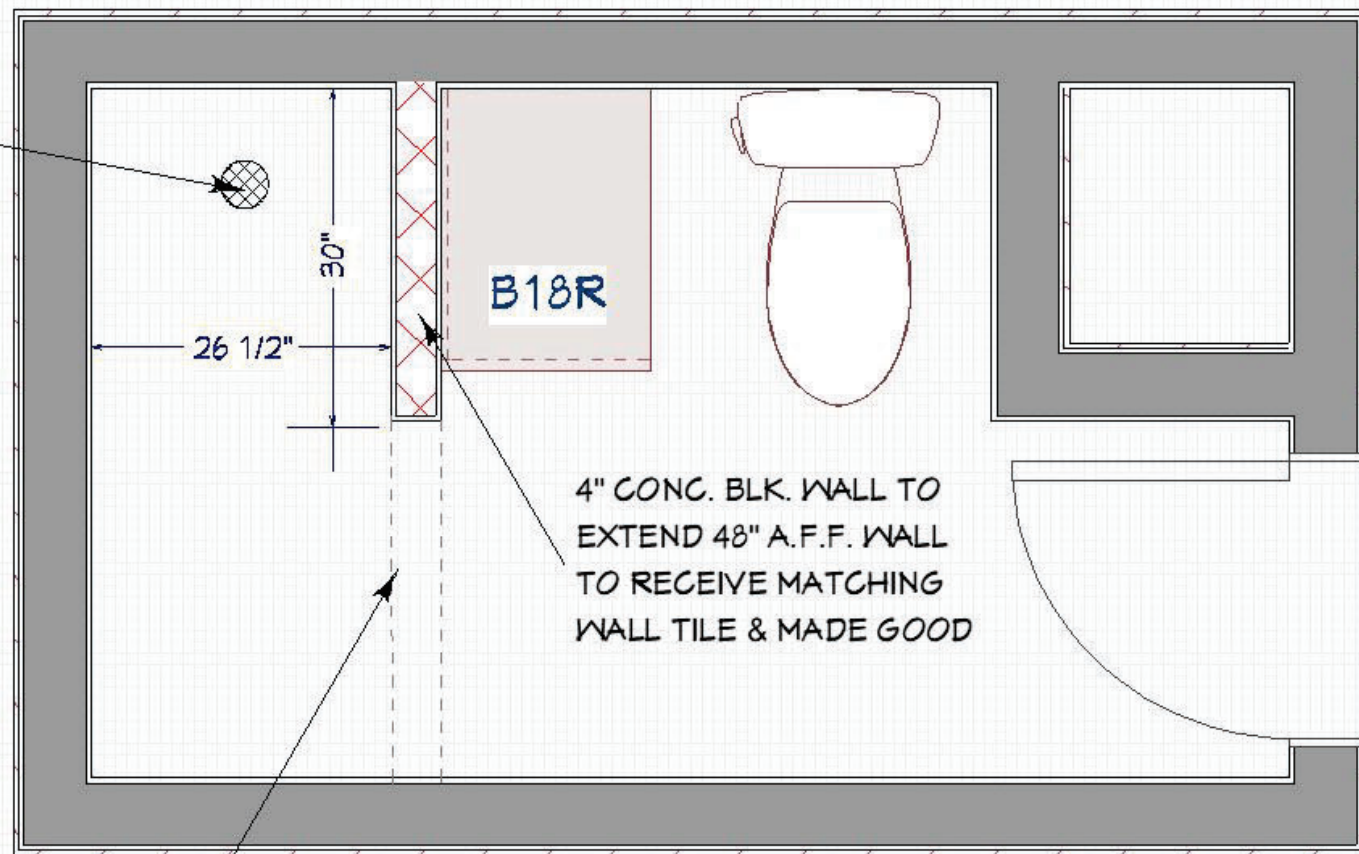 30"
B18R
26 1/2"
4" CONC. BLK. WALL TO
EXTEND 48" A.F.F. WALL
TO RECEIVE MATCHING
WALL TILE & MADE GOOD